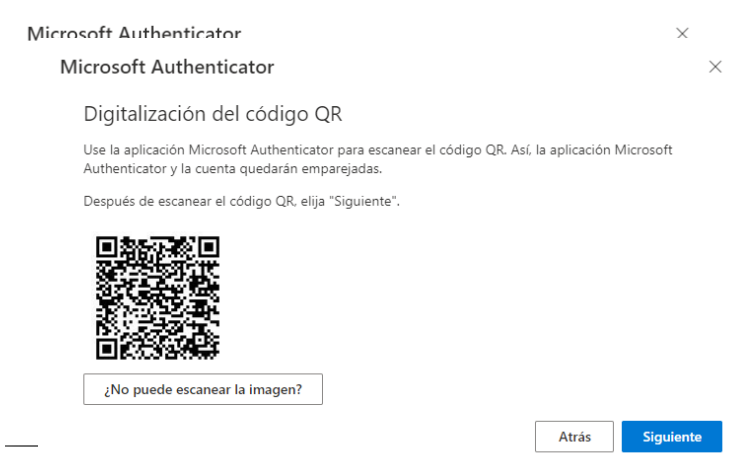 Microsoft Authenticator
Microsoft Authenticator
Digitalización del código QR
Use la aplicación Microsoft Authenticator para escanear el código QR. Así, la aplicación Microsoft
Authenticator y la cuenta quedarán emparejadas.
Después de escanear el código QR, elija "Siguiente".
¿No puede escanear la imagen?
Atrás
Siguiente